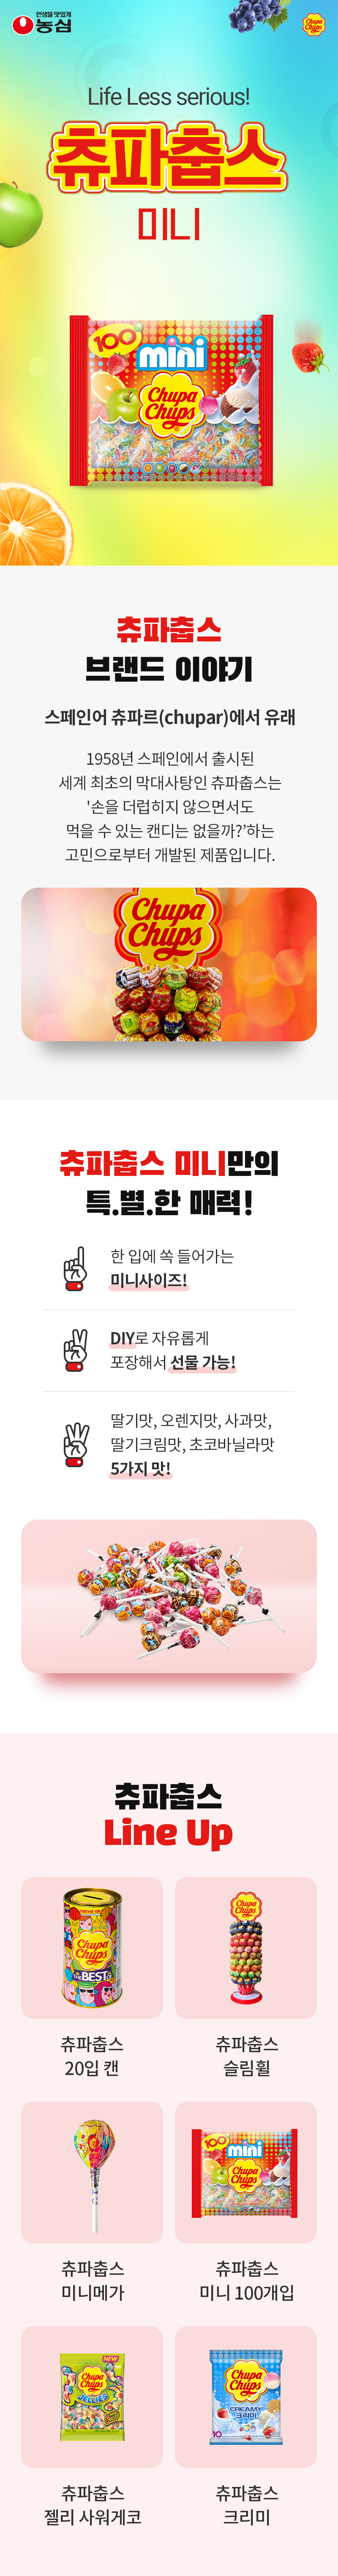 인생을 맛있게
농심
Chupa Chups
Life Less serious!
츄파춥스
미니
100
mini
Chupa
Chups
츄파춥스
브랜드 이야기
스페인어 츄파르(chupar)에서 유래
1958년 스페인에서 출시된
세계 최초의 막대사탕인 츄파춥스는
'손을 더럽히지 않으면서도
먹을 수 있는 캔디는 없을까?'하는
고민으로부터 개발된 제품입니다.
Chupa
Chups
츄파춥스 미니만의
특.별.한 매력!
한 입에 쏙 들어가는
미니사이즈!
DIY로 자유롭게
포장해서 선물 가능!
딸기맛, 오렌지맛, 사과맛,
딸기크림맛, 초코바닐라맛
5가지 맛!
츄파춥스
Line Up
FOREVER FUN
Chupa
Chups
THE BEST OF
Chupa
Chups
츄파춥스
20입 캔
츄파춥스
슬림휠
100
mini
Chupa
Chups
츄파춥스
미니메가
츄파춥스
미니 100개입
NEW
Chupa
Chups
JELLIES
Chupa
Chups
CREAMY
크리미
10
츄파춥스
젤리 사워게코
츄파춥스
크리미